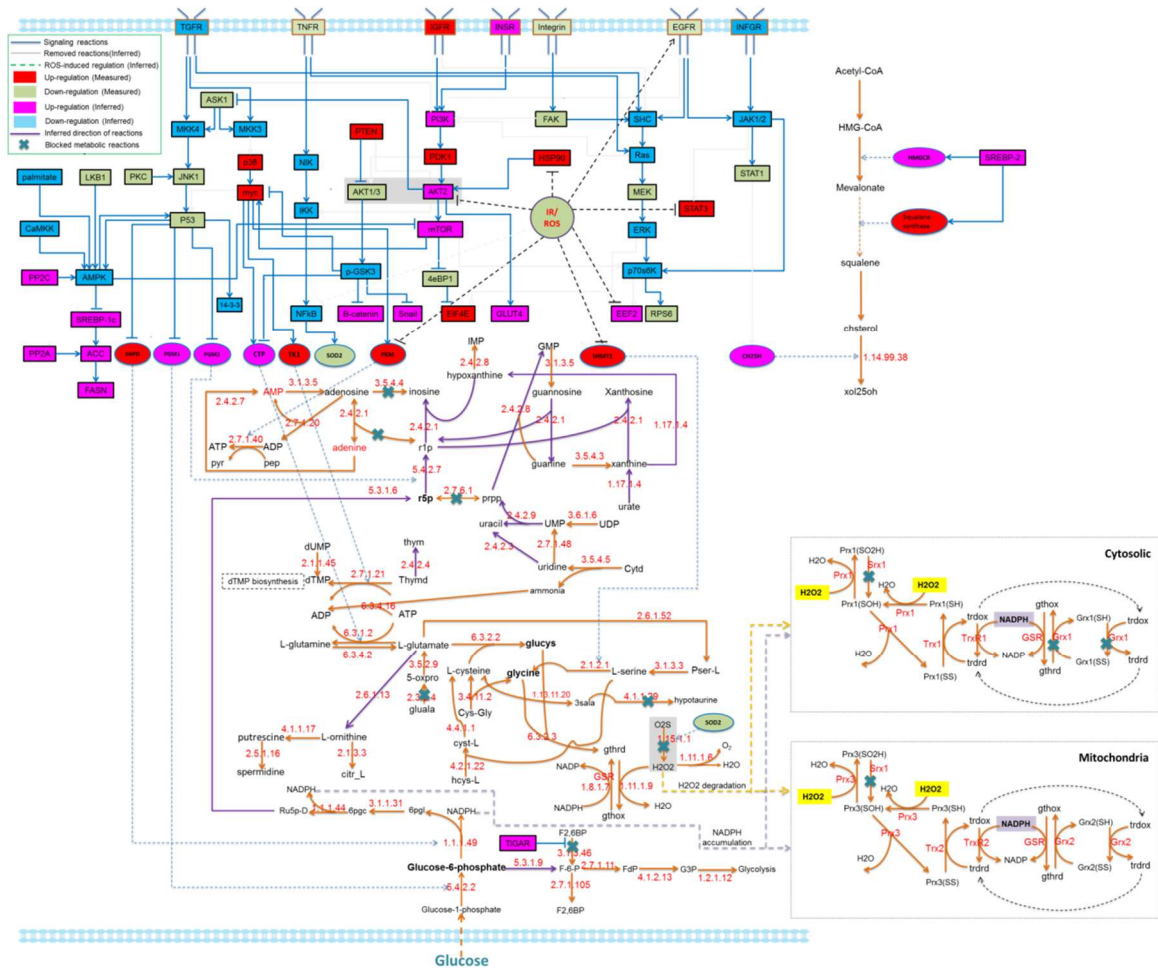 TGFR
TNFR
IGFR
INSR
Integrin
EGFR
INFGR
Signaling reactions
Removed reactions(Inferred)
ROS-induced regulation (Inferred)
Up-regulation (Measured)
Down-regulation (Measured)
Up-regulation (Inferred)
Down-regulation (Inferred)
Inferred direction of reactions
Blocked metabolic reactions
ASK1
MKK4
MKK3
PTEN
PI3K
FAK
SHC
JAK1/2
PDK1
HSP90
Ras
STAT1
palmitate
LKB1
PKC
JNK1
p38
myc
NIK
AKT1/3
AKT2
IR/
ROS
MEK
STAT3
P53
IKK
mTOR
ERK
CaMKK
PP2C
AMPK
p-GSK3
4eBP1
p70s6K
14-3-3
SREBP-1c
NFkB
B-catenin
Snail
EIF4E
GLUT4
EEF2
RPS6
PP2A
ACC
FASN
CTP
TK1
SOD2
PKM
SHMT1
CH25H
Acetyl-CoA
HMG-CoA
HMGCR
SREBP-2
Mevalonate
Squalene
synthase
squalene
chsterol
1.14.99.38
xol25oh
IMP
2.4.2.8
hypoxanthine
GMP
3.1.3.5
guannosine
Xanthosine
2.4.2.7
AMP
3.1.3.5
adenosine
3.5.4.4
inosine
2.4.2.8
2.4.2.1
2.4.2.1
1.17.1.4
2.7.4.20
2.4.2.1
2.4.2.1
ATP
2.7.1.40
ADP
pyr
pep
adenine
r1p
guanine
3.5.4.3
xanthine
5.4.2.7
1.17.1.4
urate
5.3.1.6
r5p
2.7.6.1
prpp
2.4.2.9
uracil
UMP
3.6.1.6
UDP
2.4.2.3
2.7.1.48
uridine
3.5.4.5
Cytd
ammonia
thym
2.4.2.4
Thymd
dUMP
2.1.1.45
dTMP biosynthesis
dTMP
2.7.1.21
ADP
6.3.4.16
ATP
L-glutamine
6.3.1.2
6.3.4.2
L-glutamate
6.3.2.2
glucys
2.6.1.52
3.5.2.9
5-oxpro
gluala
L-cysteine
glycine
2.1.2.1
L-serine
3.1.3.3
Pser-L
2.6.1.13
3.4.11.2
Cys-Gly
1.13.11.20
3sala
hypotaurine
4.4.1.1
putrescine
4.1.1.17
L-ornithine
cyst-L
6.3.2.3
2.5.1.16
2.1.3.3
spermidine
citr_L
4.2.1.22
hcys-L
gthrd
O2S
1.15.1.1
SOD2
H2O2
1.11.1.6
O2
H2O
NADP
GSR
1.8.1.7
1.11.1.9
NADPH
gthox
H2O
H2O2 degradation
NADPH
Ru5p-D
1.1.1.44
6pgc
3.1.1.31
6pgl
NADPH
1.1.1.49
NADPH
accumulation
TIGAR
F2,6BP
3.1.3.46
Glucose-6-phosphate
5.3.1.9
F-6-P
2.7.1.11
FdP
4.1.2.13
G3P
1.2.1.12
Glycolysis
5.4.2.2
2.7.1.105
F2,6BP
Glucose-1-phosphate
Glucose
Cytosolic
H2O
Prx1(SO2H)
Srx1
Prx1
H2O
H2O2
H2O2
Prx1(SOH)
Prx1(SH)
Prx1
Prx1
H2O
Prx1(SS)
Trx1
trdox
TrxR1
trdrd
NADPH
NADP
gthox
GSR
gthrd
Grx1
Grx1(SH)
Grx1(SS)
trdox
Grx1
trdrd
Mitochondria
H2O
Prx3(SO2H)
Srx1
Prx3
H2O
H2O2
H2O2
Prx3(SOH)
Prx3(SH)
Prx3
Prx3
H2O
Prx3(SS)
Trx2
trdox
TrxR2
trdrd
NADPH
NADP
gthox
GSR
gthrd
Grx2
Grx2(SH)
Grx2(SS)
trdox
Grx2
trdrd